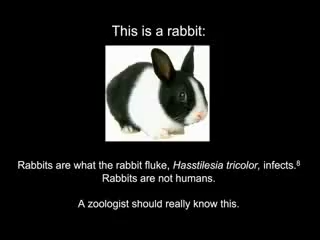 This is a rabbit:
Rabbits are what the rabbit fluke, Hasstilesia tricolor, infects.8
Rabbits are not humans.
A zoologist should really know this.